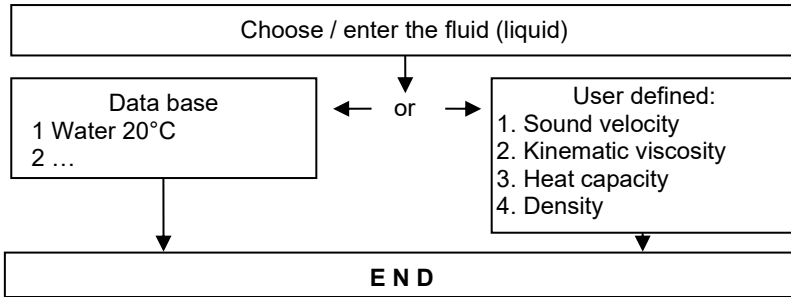 Choose / enter the fluid (liquid)
Data base
1 Water 20°C
2 …
or
User defined:
1. Sound velocity
2. Kinematic viscosity
3. Heat capacity
4. Density
E N D